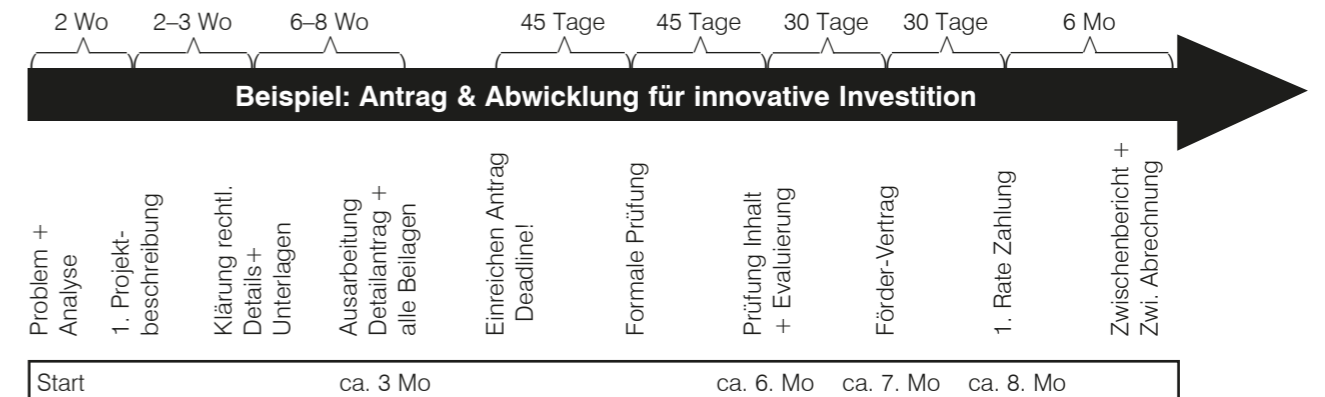 2 Wo 2–3 Wo 6–8 Wo 45 Tage 45 Tage 30 Tage 30 Tage 6 Mo
Beispiel: Antrag & Abwicklung für innovative Investition
Problem +
Analyse
1. Projekt-
beschreibung
Klärung rechtl.
Details+
Unterlagen
Ausarbeitung
Detailantrag +
alle Beilagen
Einreichen Antrag
Deadline!
Formale Prüfung
Prüfung Inhalt
+ Evaluierung
Förder-Vertrag
1. Rate Zahlung
Zwischenbericht +
Zwi. Abrechnung
Start ca. 3 Mo ca. 6. Mo ca. 7. Mo ca. 8. Mo